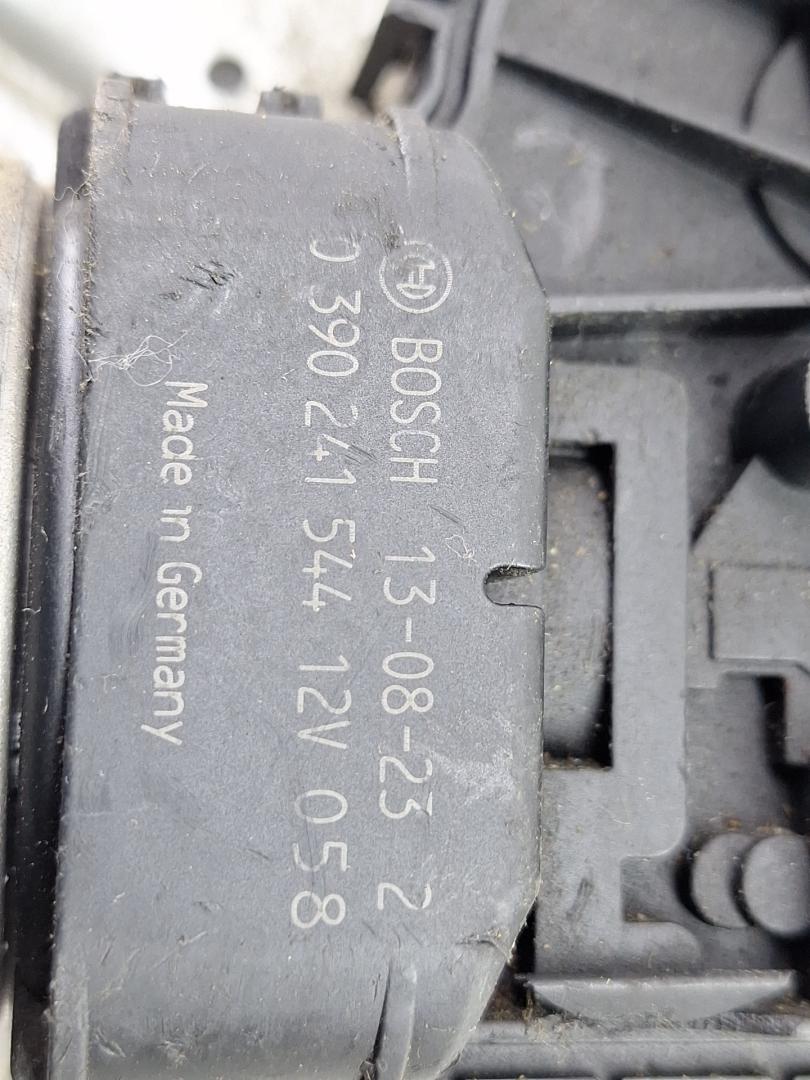 BOSCH 13-08-23 2
0 390 241 544 12V 058
Made in Germany